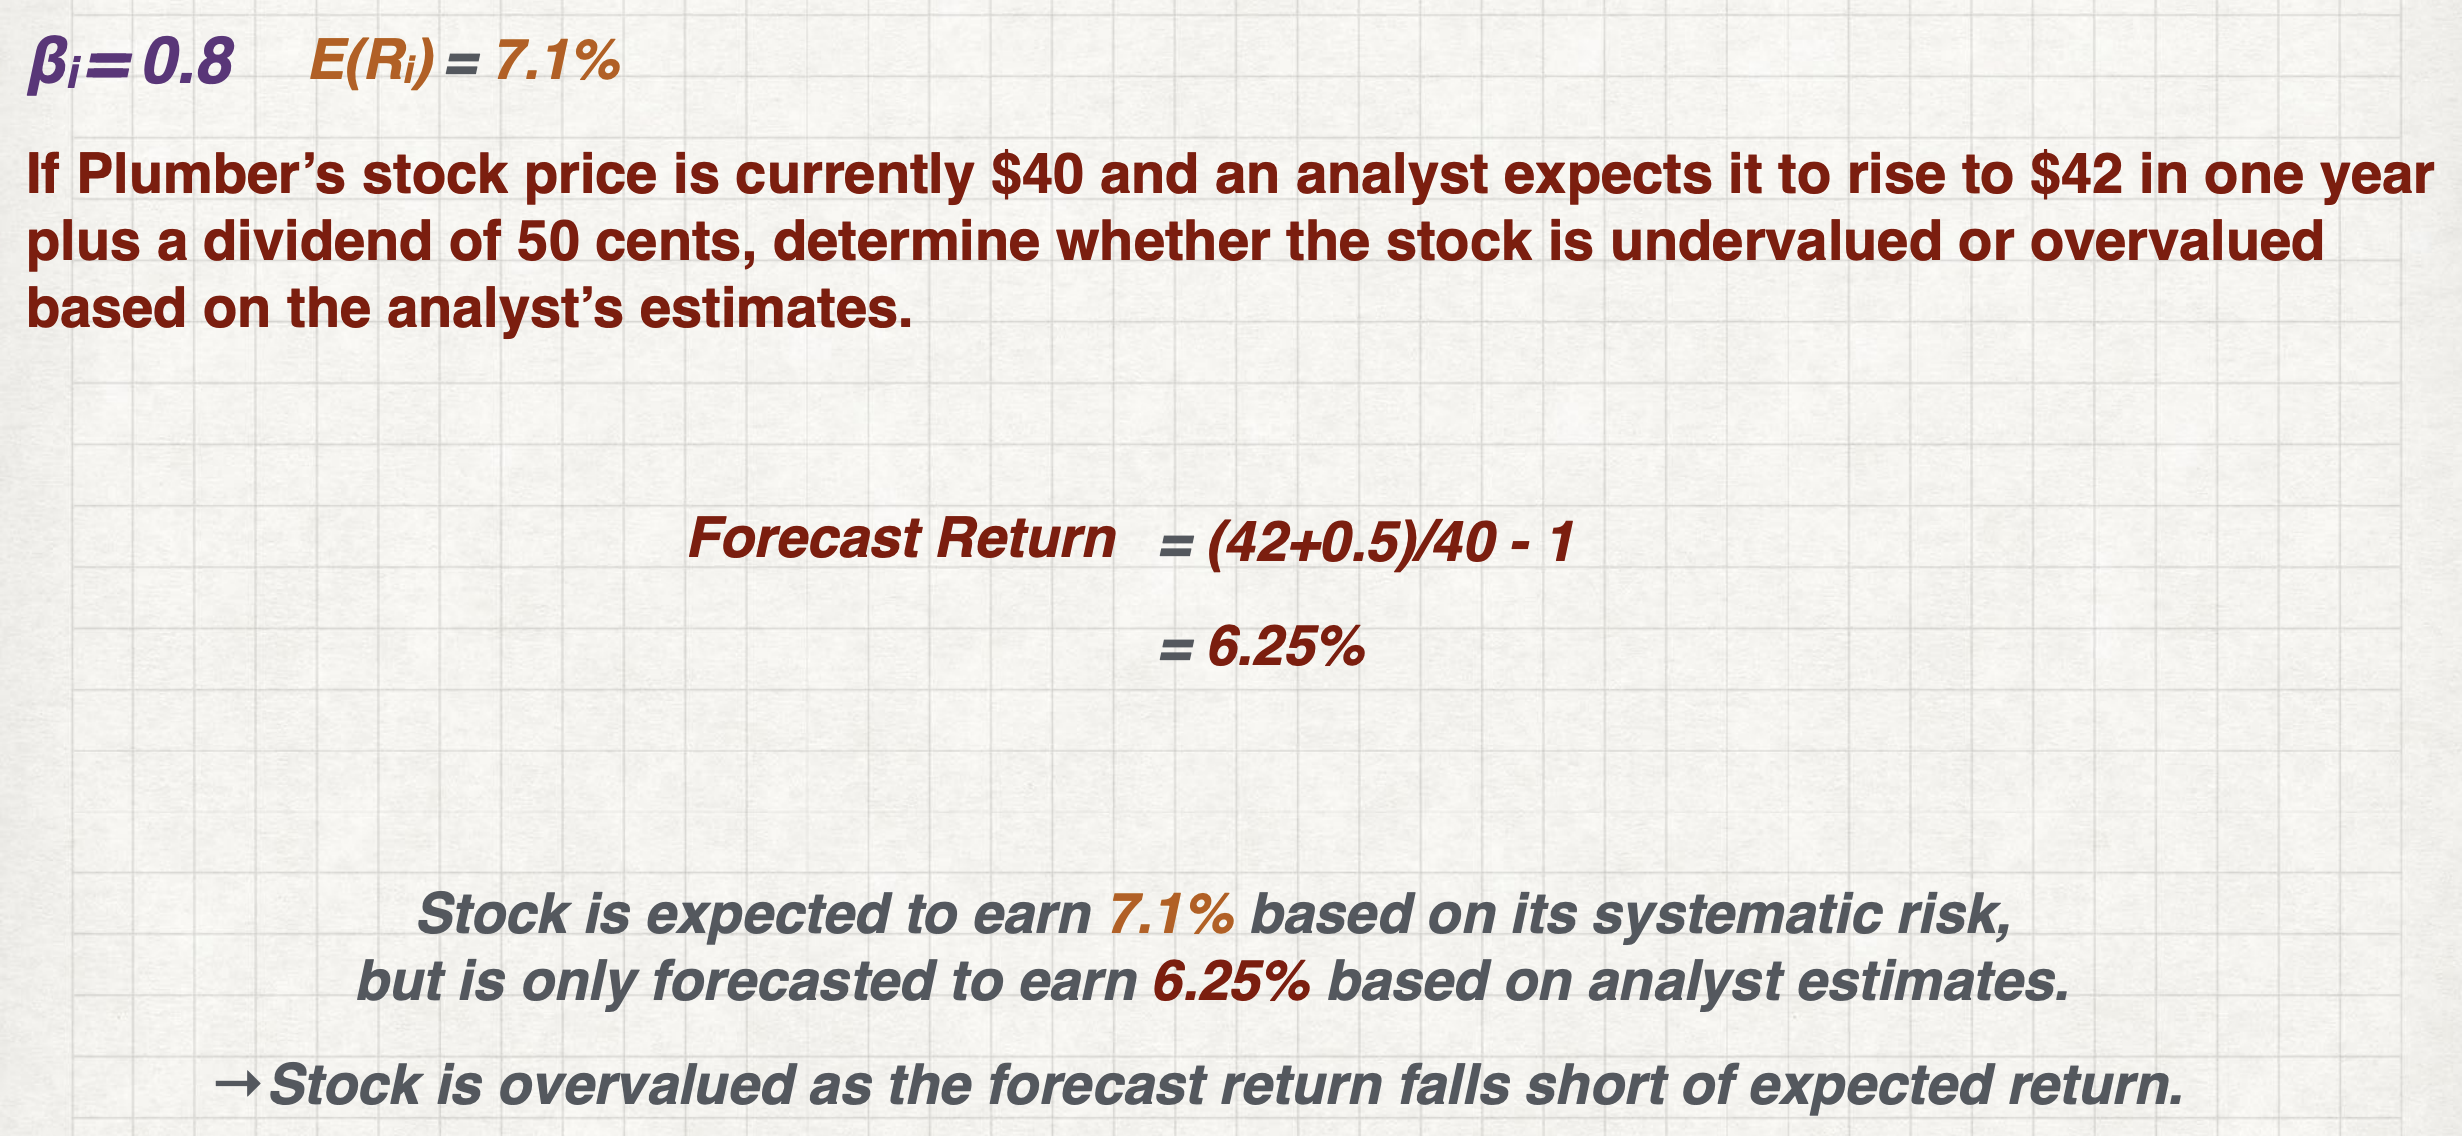 βᵢ = 0.8 E(Rᵢ) = 7.1%
If Plumber’s stock price is currently $40 and an analyst expects it to rise to $42 in one year
plus a dividend of 50 cents, determine whether the stock is undervalued or overvalued
based on the analyst’s estimates.
Forecast Return = (42+0.5)/40 - 1
= 6.25%
Stock is expected to earn 7.1% based on its systematic risk,
but is only forecasted to earn 6.25% based on analyst estimates.
→ Stock is overvalued as the forecast return falls short of expected return.